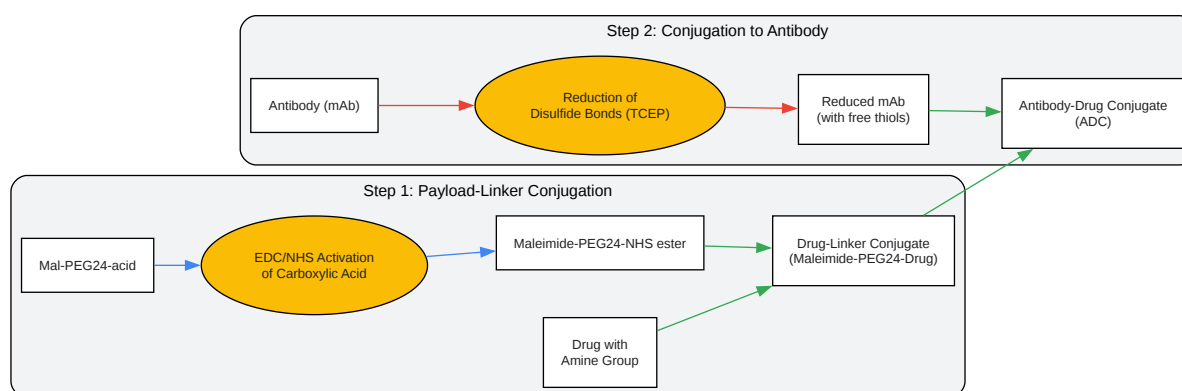 Step 2: Conjugation to Antibody
Antibody (mAb)
Reduction of
Disulfide Bonds (TCEP)
Reduced mAb
(with free thiols)
Antibody-Drug Conjugate
(ADC)
Step 1: Payload-Linker Conjugation
Mal-PEG24-acid
EDC/NHS Activation
of Carboxylic Acid
Maleimide-PEG24-NHS ester
Drug-Linker Conjugate
(Maleimide-PEG24-Drug)
Drug with
Amine Group